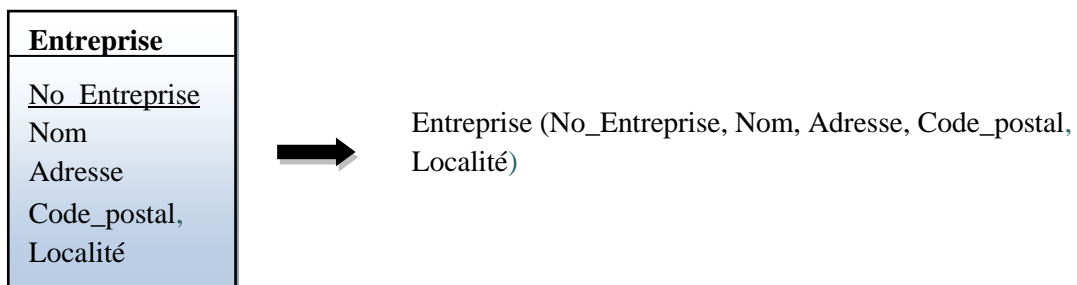 Entreprise
No_Entreprise
Nom
Adresse
Code_postal,
Localité
Entreprise (No_Entreprise, Nom, Adresse, Code_postal,
Localité)